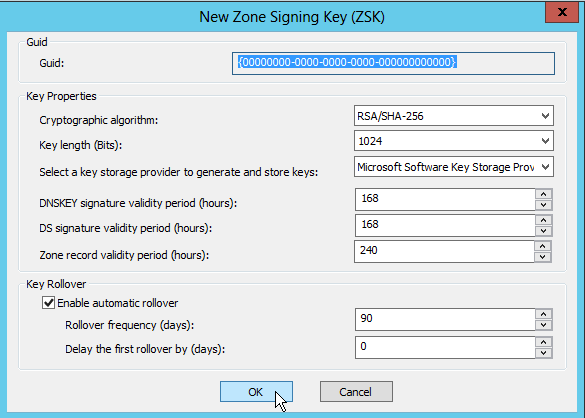 New Zone Signing Key (ZSK)
x
Guid
Guid: {00000000-0000-0000-0000-000000000000}
Key Properties
Cryptographic algorithm: RSA/SHA-256
Key length (Bits): 1024
Select a key storage provider to generate and store keys: Microsoft Software Key Storage Prov
DNSKEY signature validity period (hours): 168
DS signature validity period (hours): 168
Zone record validity period (hours): 240
Key Rollover
Enable automatic rollover
Rollover frequency (days): 90
Delay the first rollover by (days): 0
OK Cancel